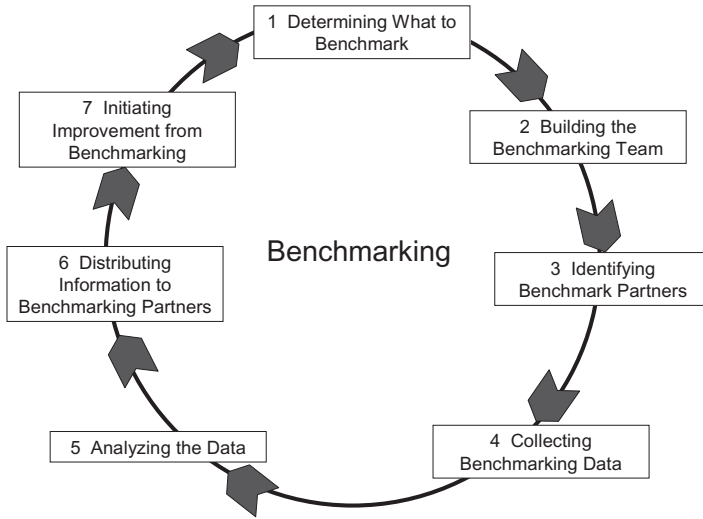 1 Determining What to
Benchmark
2 Building the
Benchmarking Team
3 Identifying
Benchmark Partners
4 Collecting
Benchmarking Data
5 Analyzing the Data
6 Distributing
Information to
Benchmarking Partners
7 Initiating
Improvement from
Benchmarking
Benchmarking